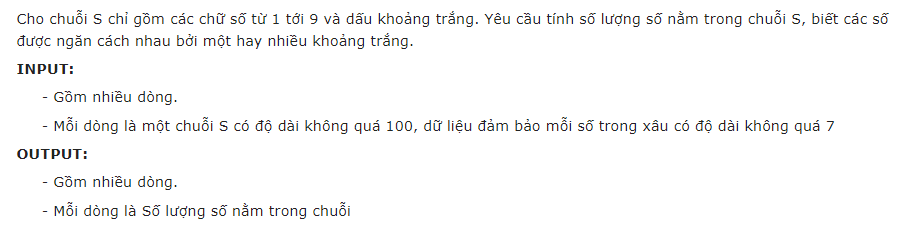 Cho chuỗi S chỉ gồm các chữ số từ 1 tới 9 và dấu khoảng trắng. Yêu cầu tính số lượng số nằm trong chuỗi S, biết các số
được ngăn cách nhau bởi một hay nhiều khoảng trắng.
INPUT:
- Gồm nhiều dòng.
- Mỗi dòng là một chuỗi S có độ dài không quá 100, dữ liệu đảm bảo mỗi số trong xâu có độ dài không quá 7
OUTPUT:
- Gồm nhiều dòng.
- Mỗi dòng là Số lượng số nằm trong chuỗi